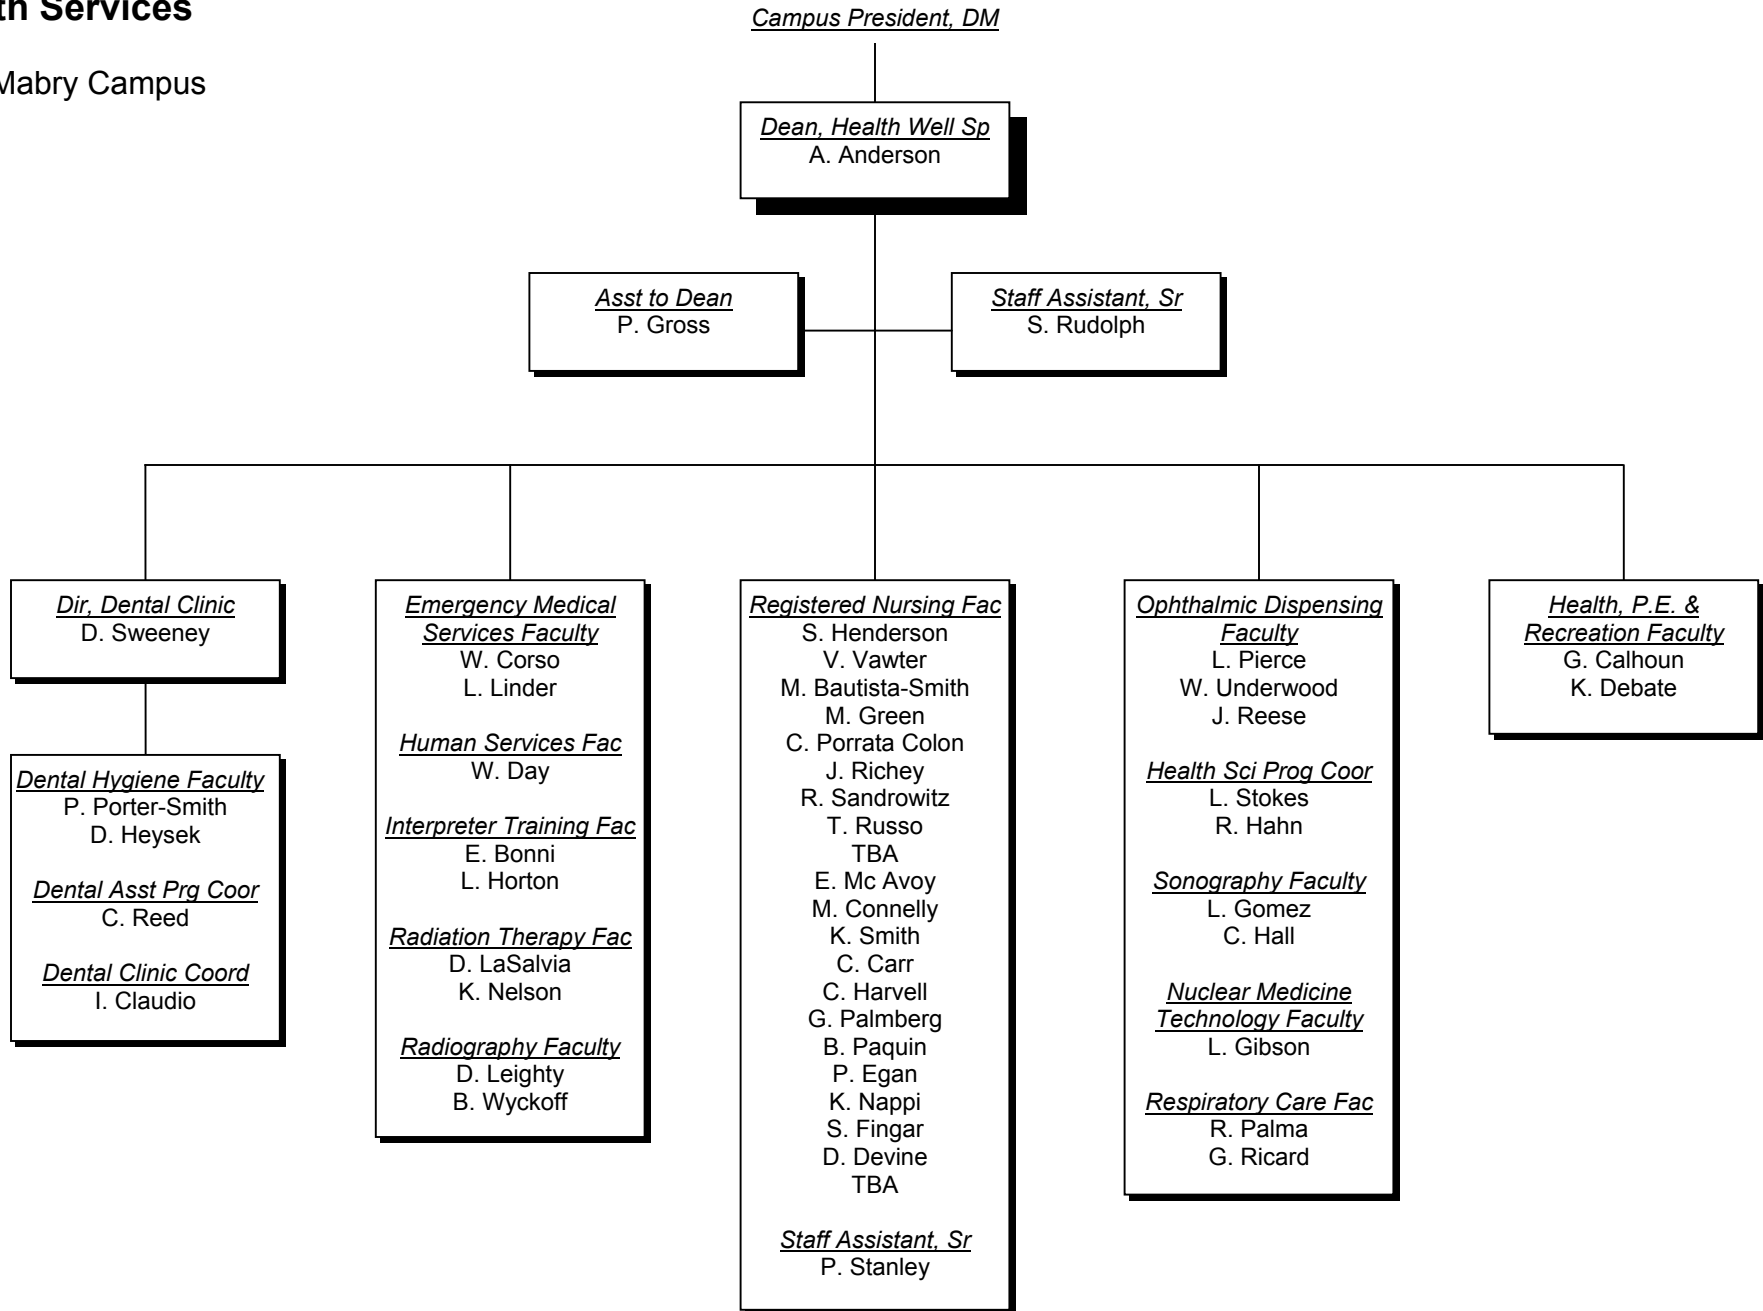 Services
Mabry Campus
Campus President, DM
Dean, Health Well Sp
A. Anderson
Asst to Dean
P. Gross
Staff Assistant, Sr
S. Rudolph
Dir, Dental Clinic
D. Sweeney
Dental Hygiene Faculty
P. Porter-Smith
D. Heysek
Dental Asst Prg Coor
C. Reed
Dental Clinic Coord
I. Claudio
Emergency Medical
Services Faculty
W. Corso
L. Linder
Human Services Fac
W. Day
Interpreter Training Fac
E. Bonni
L. Horton
Radiation Therapy Fac
D. LaSalvia
K. Nelson
Radiography Faculty
D. Leighty
B. Wyckoff
Registered Nursing Fac
S. Henderson
V. Vawter
M. Bautista-Smith
M. Green
C. Porrata Colon
J. Richey
R. Sandrowitz
T. Russo
TBA
E. Mc Avoy
M. Connelly
K. Smith
C. Carr
C. Harvell
G. Palmberg
B. Paquin
P. Egan
K. Nappi
S. Fingar
D. Devine
TBA
Staff Assistant, Sr
P. Stanley
Ophthalmic Dispensing
Faculty
L. Pierce
W. Underwood
J. Reese
Health Sci Prog Coor
L. Stokes
R. Hahn
Sonography Faculty
L. Gomez
C. Hall
Nuclear Medicine
Technology Faculty
L. Gibson
Respiratory Care Fac
R. Palma
G. Ricard
Health, P.E. &
Recreation Faculty
G. Calhoun
K. Debate